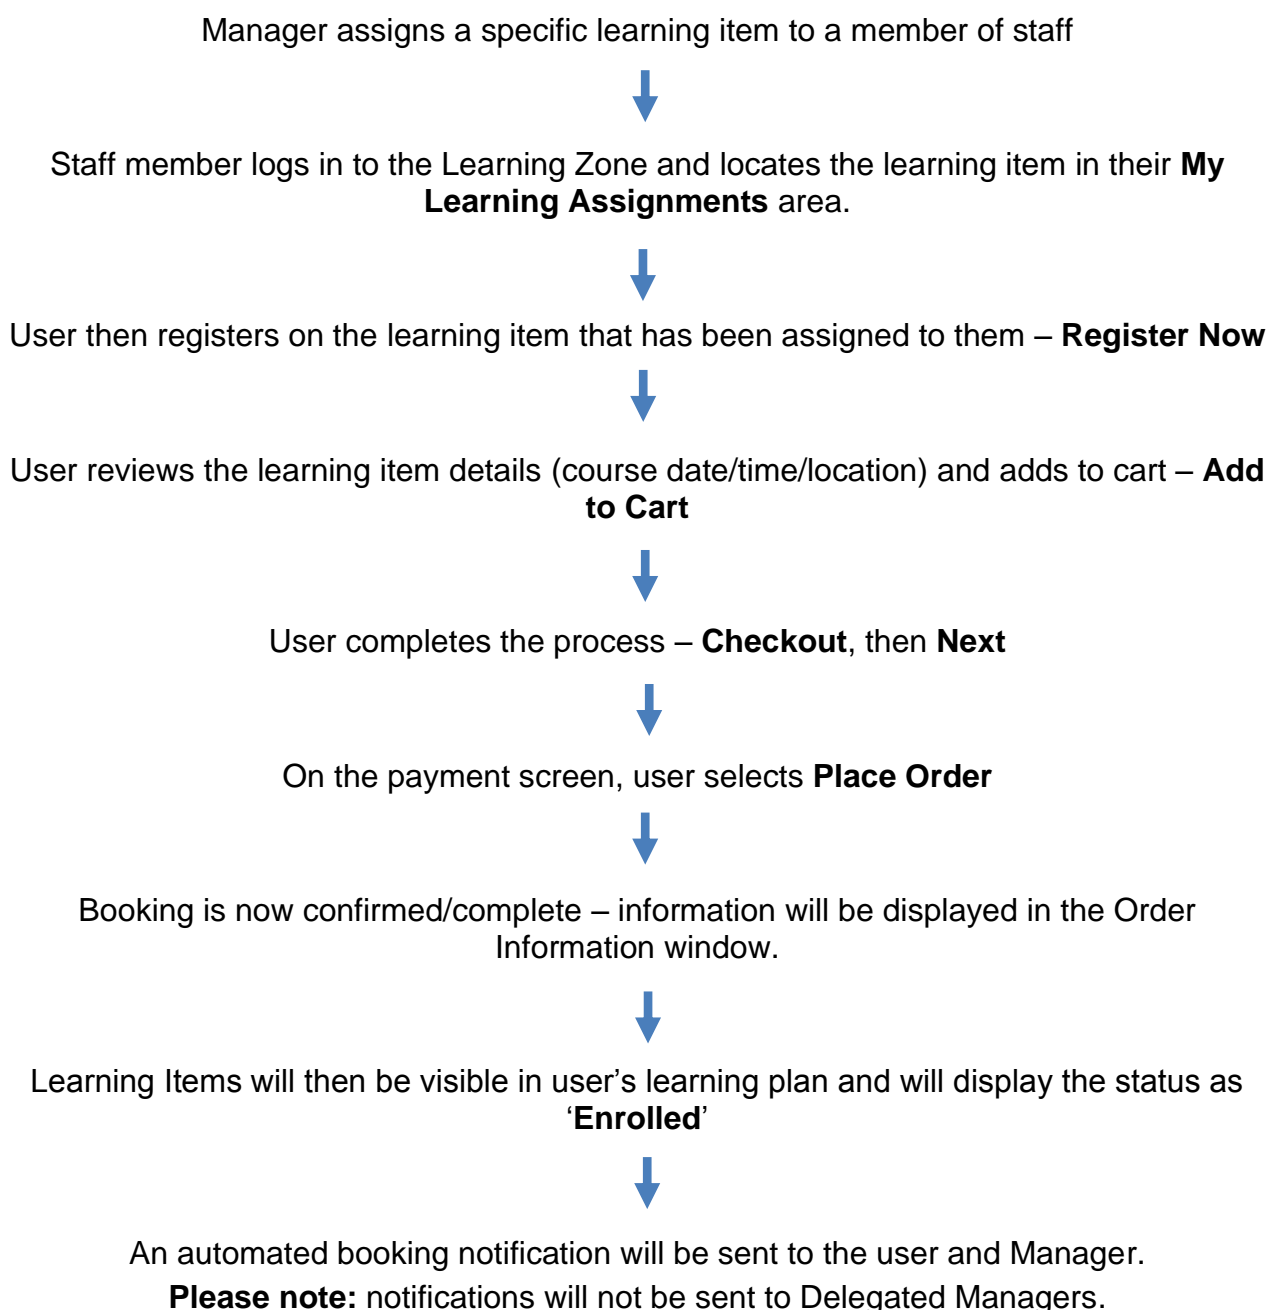 Manager assigns a specific learning item to a member of staff
Staff member logs in to the Learning Zone and locates the learning item in their My
Learning Assignments area.
User then registers on the learning item that has been assigned to them – Register Now
User reviews the learning item details (course date/time/location) and adds to cart – Add
to Cart
User completes the process – Checkout, then Next
On the payment screen, user selects Place Order
Booking is now confirmed/complete – information will be displayed in the Order
Information window.
Learning Items will then be visible in user’s learning plan and will display the status as
‘Enrolled’
An automated booking notification will be sent to the user and Manager.
Please note: notifications will not be sent to Delegated Managers.